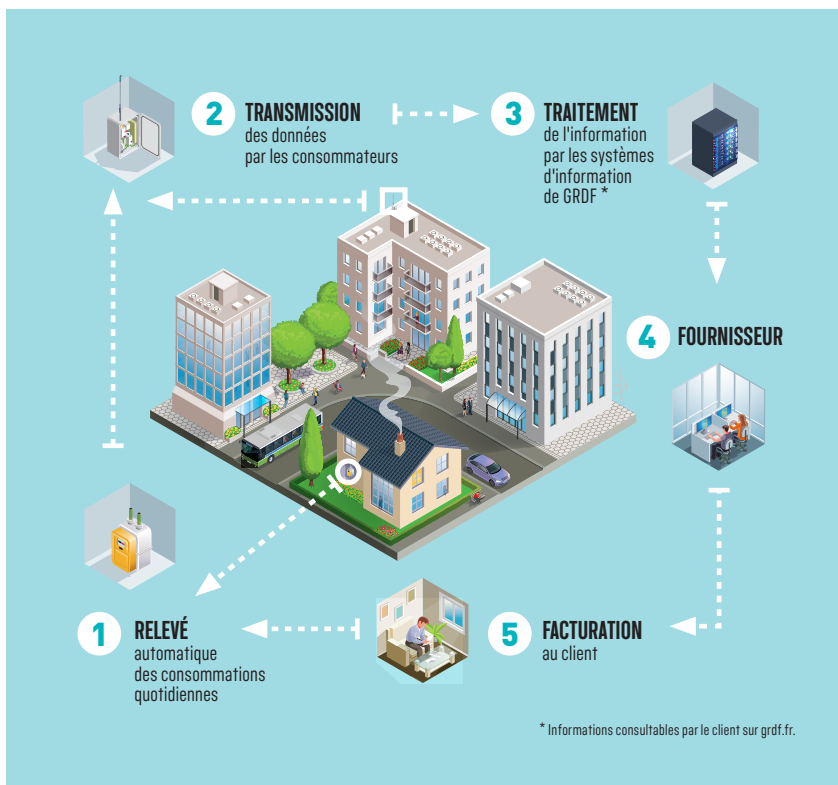 2 TRANSMISSION
des données
par les consommateurs
3 TRAITEMENT
de l'information
par les systèmes
d'information
de GRDF *
4 FOURNISSEUR
1 RELEVÉ
automatique
des consommations
quotidiennes
5 FACTURATION
au client
* Informations consultables par le client sur grdf.fr.